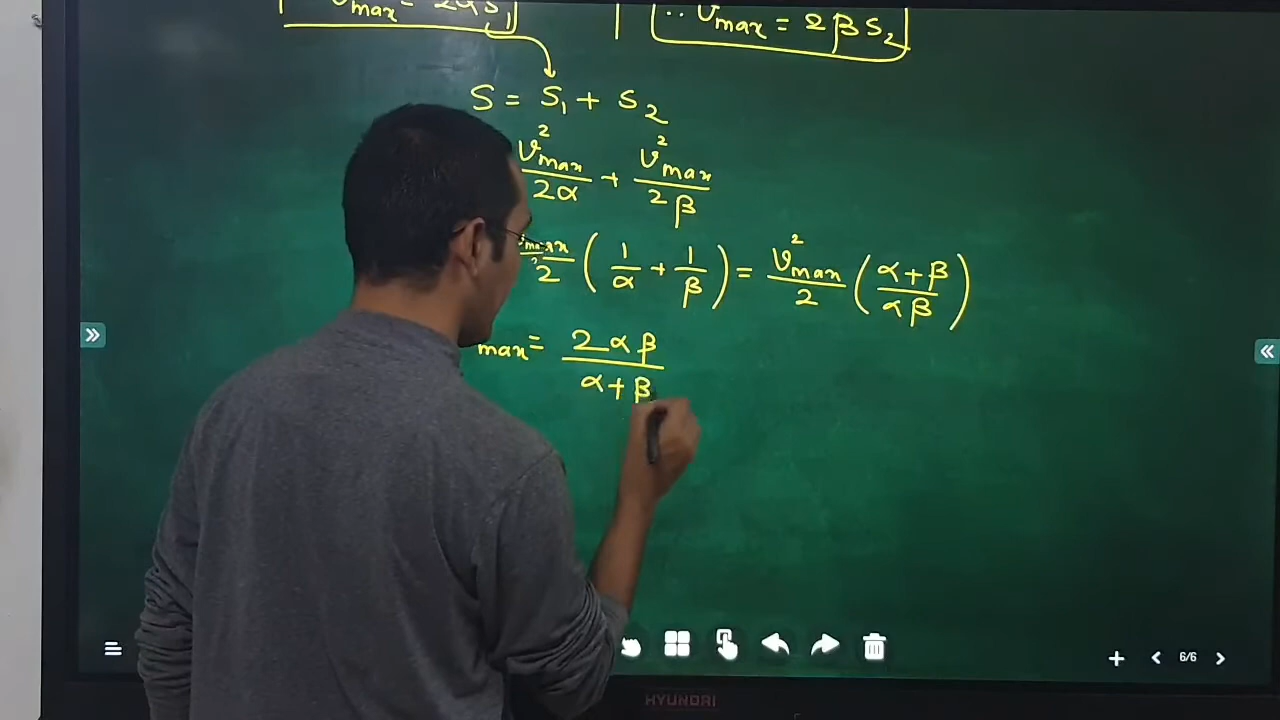 Vmax = 2αS₁ | ∴ Vmax = 2βS₂
S = S₁ + S₂
V²max/2α + V²max/2β
/2 (1/α + 1/β) = V²max/2 (α+β/αβ)
max = 2αβ/α+β
6/6
HYUNDAI